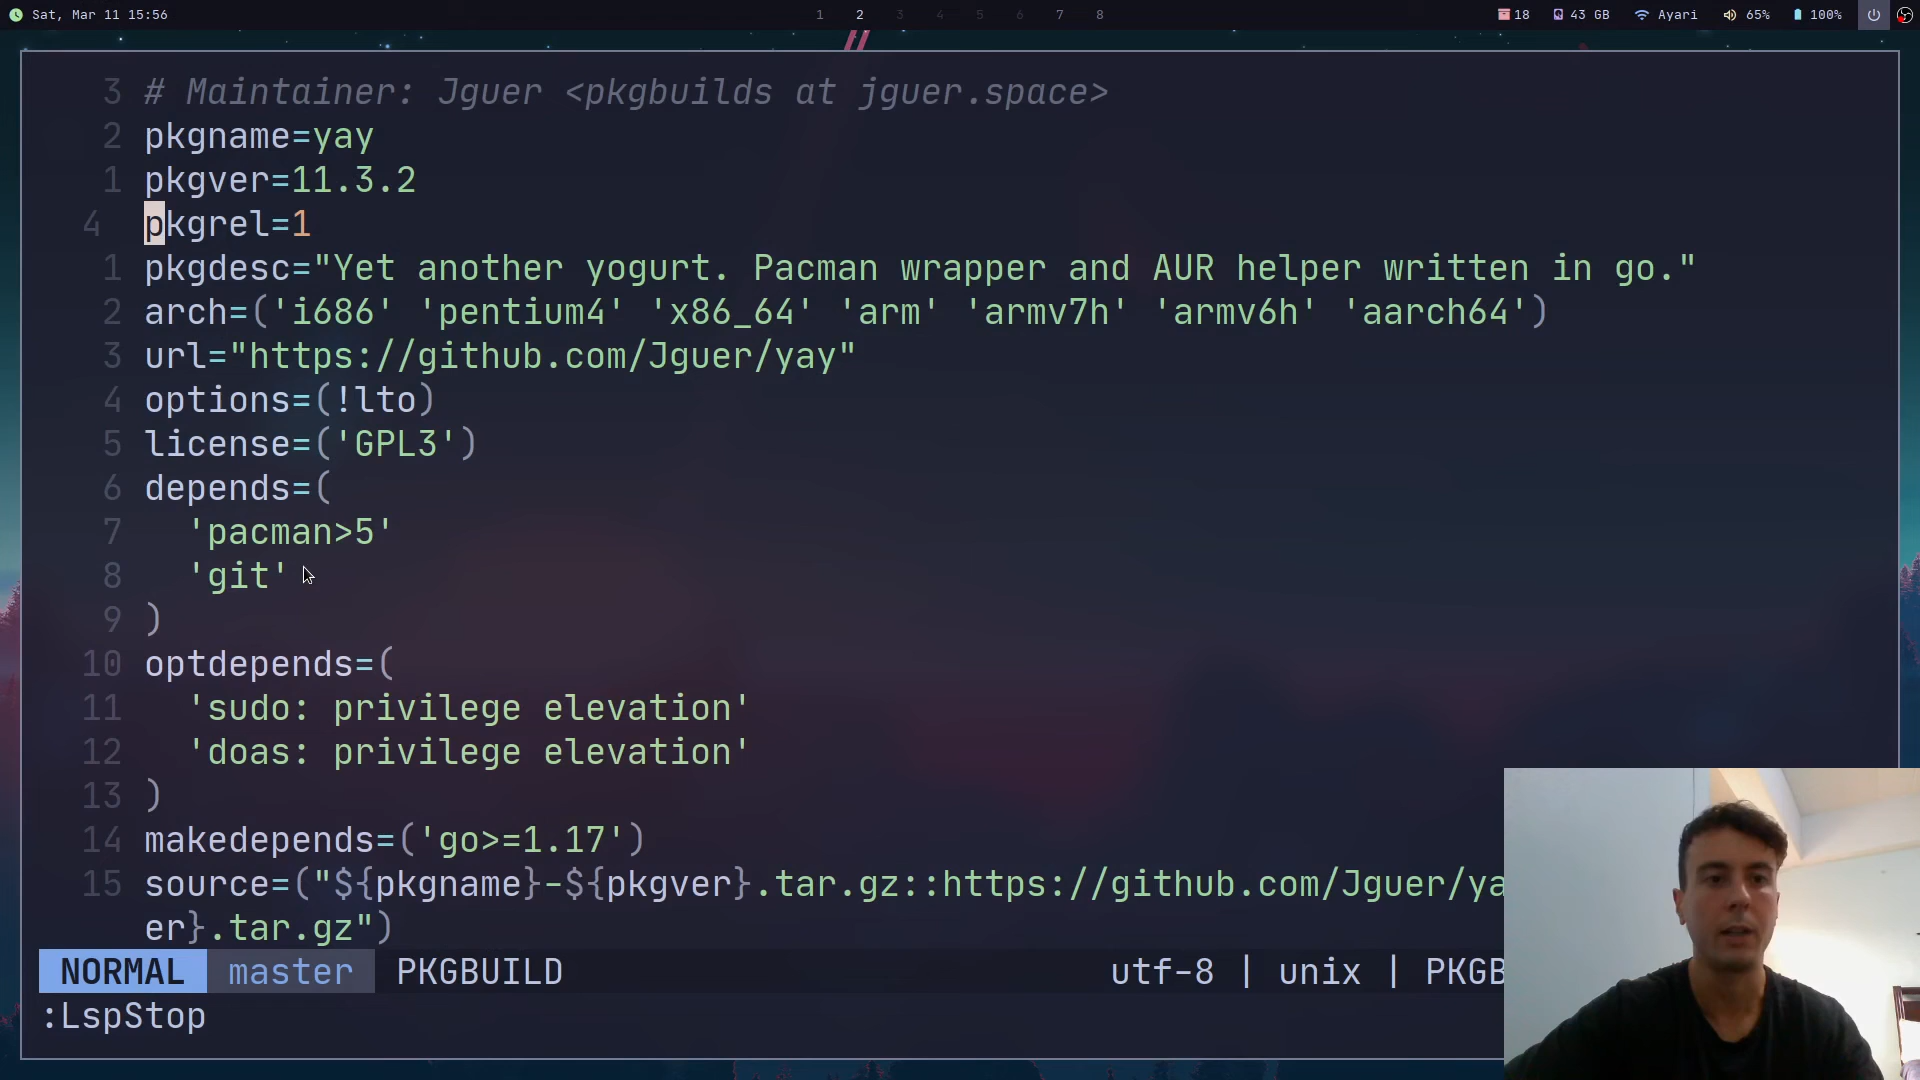 Sat, Mar 11 15:56 1 2 3 4 5 6 7 8 18 43 GB Ayari 65% 100%
3 # Maintainer: Jguer <pkgbuilds at jguer.space>
2 pkgname=yay
1 pkgver=11.3.2
4 pkgrel=1
1 pkgdesc="Yet another yogurt. Pacman wrapper and AUR helper written in go."
2 arch=('i686' 'pentium4' 'x86_64' 'arm' 'armv7h' 'armv6h' 'aarch64')
3 url="https://github.com/Jguer/yay"
4 options=(!lto)
5 license=('GPL3')
6 depends=(
7 'pacman>5'
8 'git'
9 )
10 optdepends=(
11 'sudo: privilege elevation'
12 'doas: privilege elevation'
13 )
14 makedepends=('go>=1.17')
15 source=("${pkgname}-${pkgver}.tar.gz::https://github.com/Jguer/ya
er}.tar.gz")
NORMAL master PKGBUILD utf-8 | unix | PKGB
:LspStop